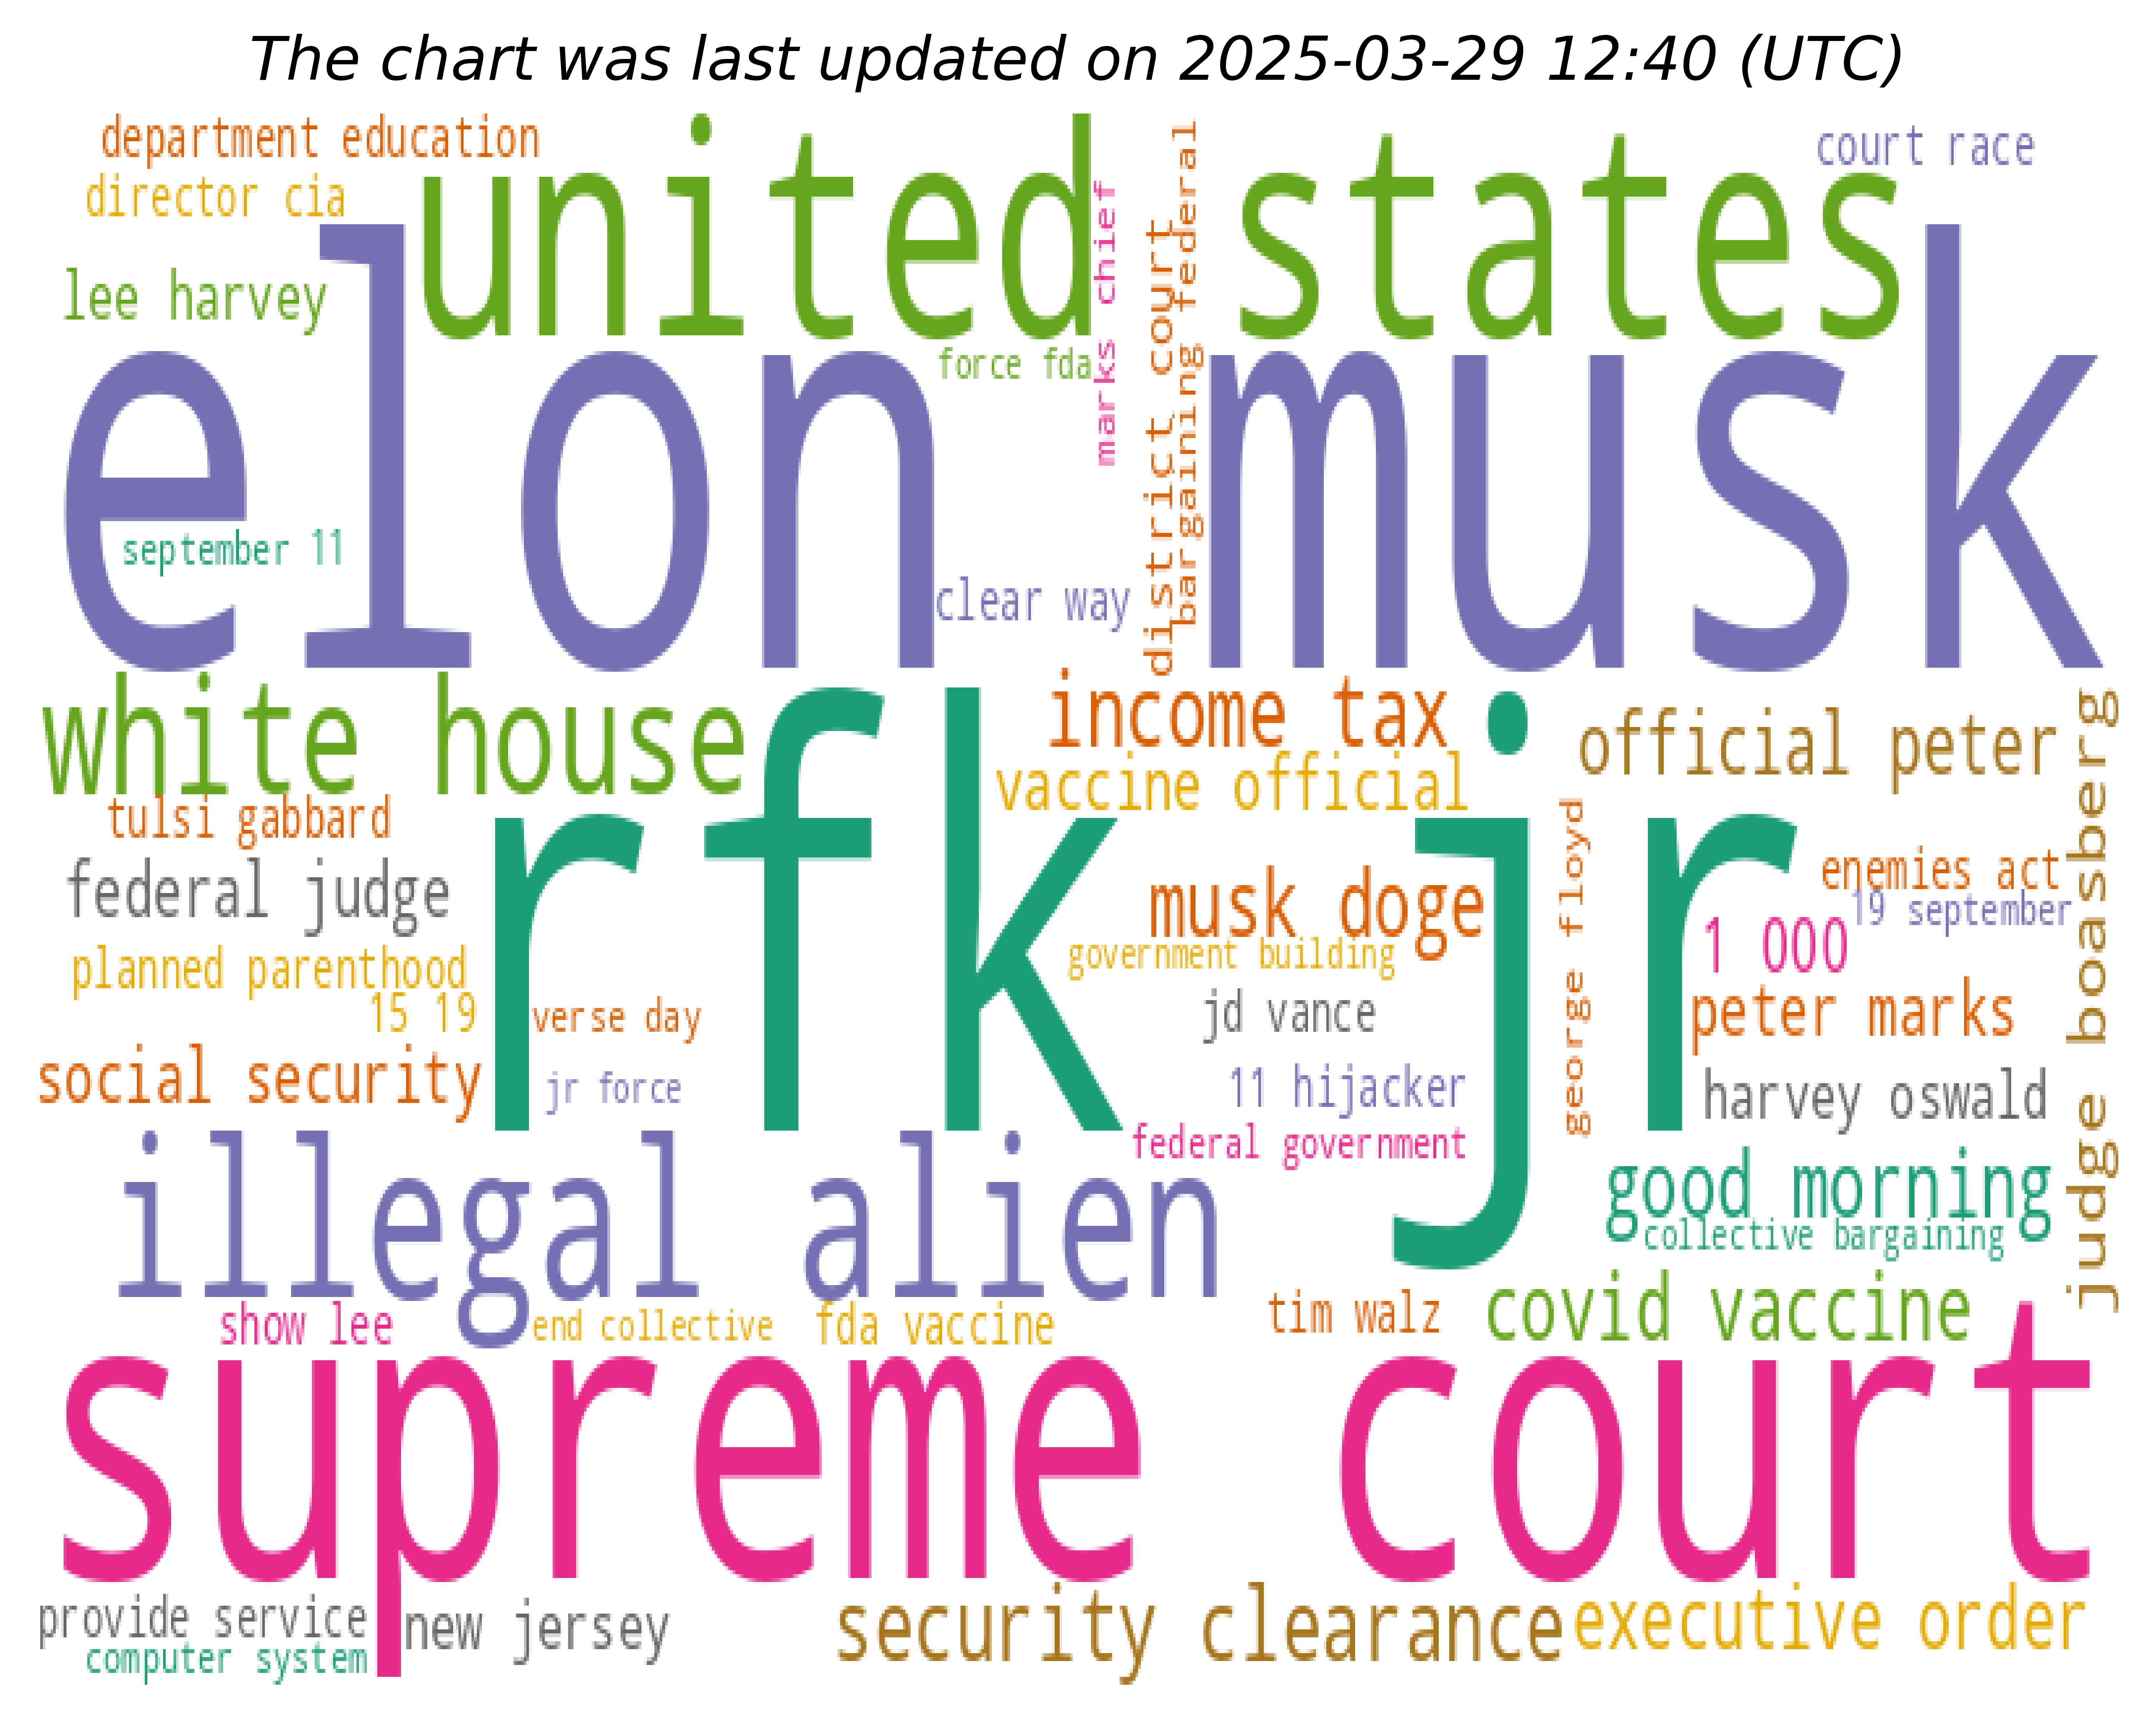 The chart was last updated on 2025-03-29 12:40 (UTC)
department education
united states
court race
director cia
lee harvey
elon musk
force fda
marks chief
district court
bargaining federal
september 11
clear way
white house
income tax
official peter
vaccine official
tulsi gabbard
rfk jr
federal judge
musk doge
george floyd
enemies act
19 september
judge boasberg
1 000
government building
planned parenthood
15 19
verse day
jd vance
peter marks
social security
jr force
11 hijacker
harvey oswald
federal government
illegal alien
good morning
collective bargaining
show lee
end collective
fda vaccine
tim walz
covid vaccine
supreme court
provide service
new jersey
security clearance
executive order
computer system